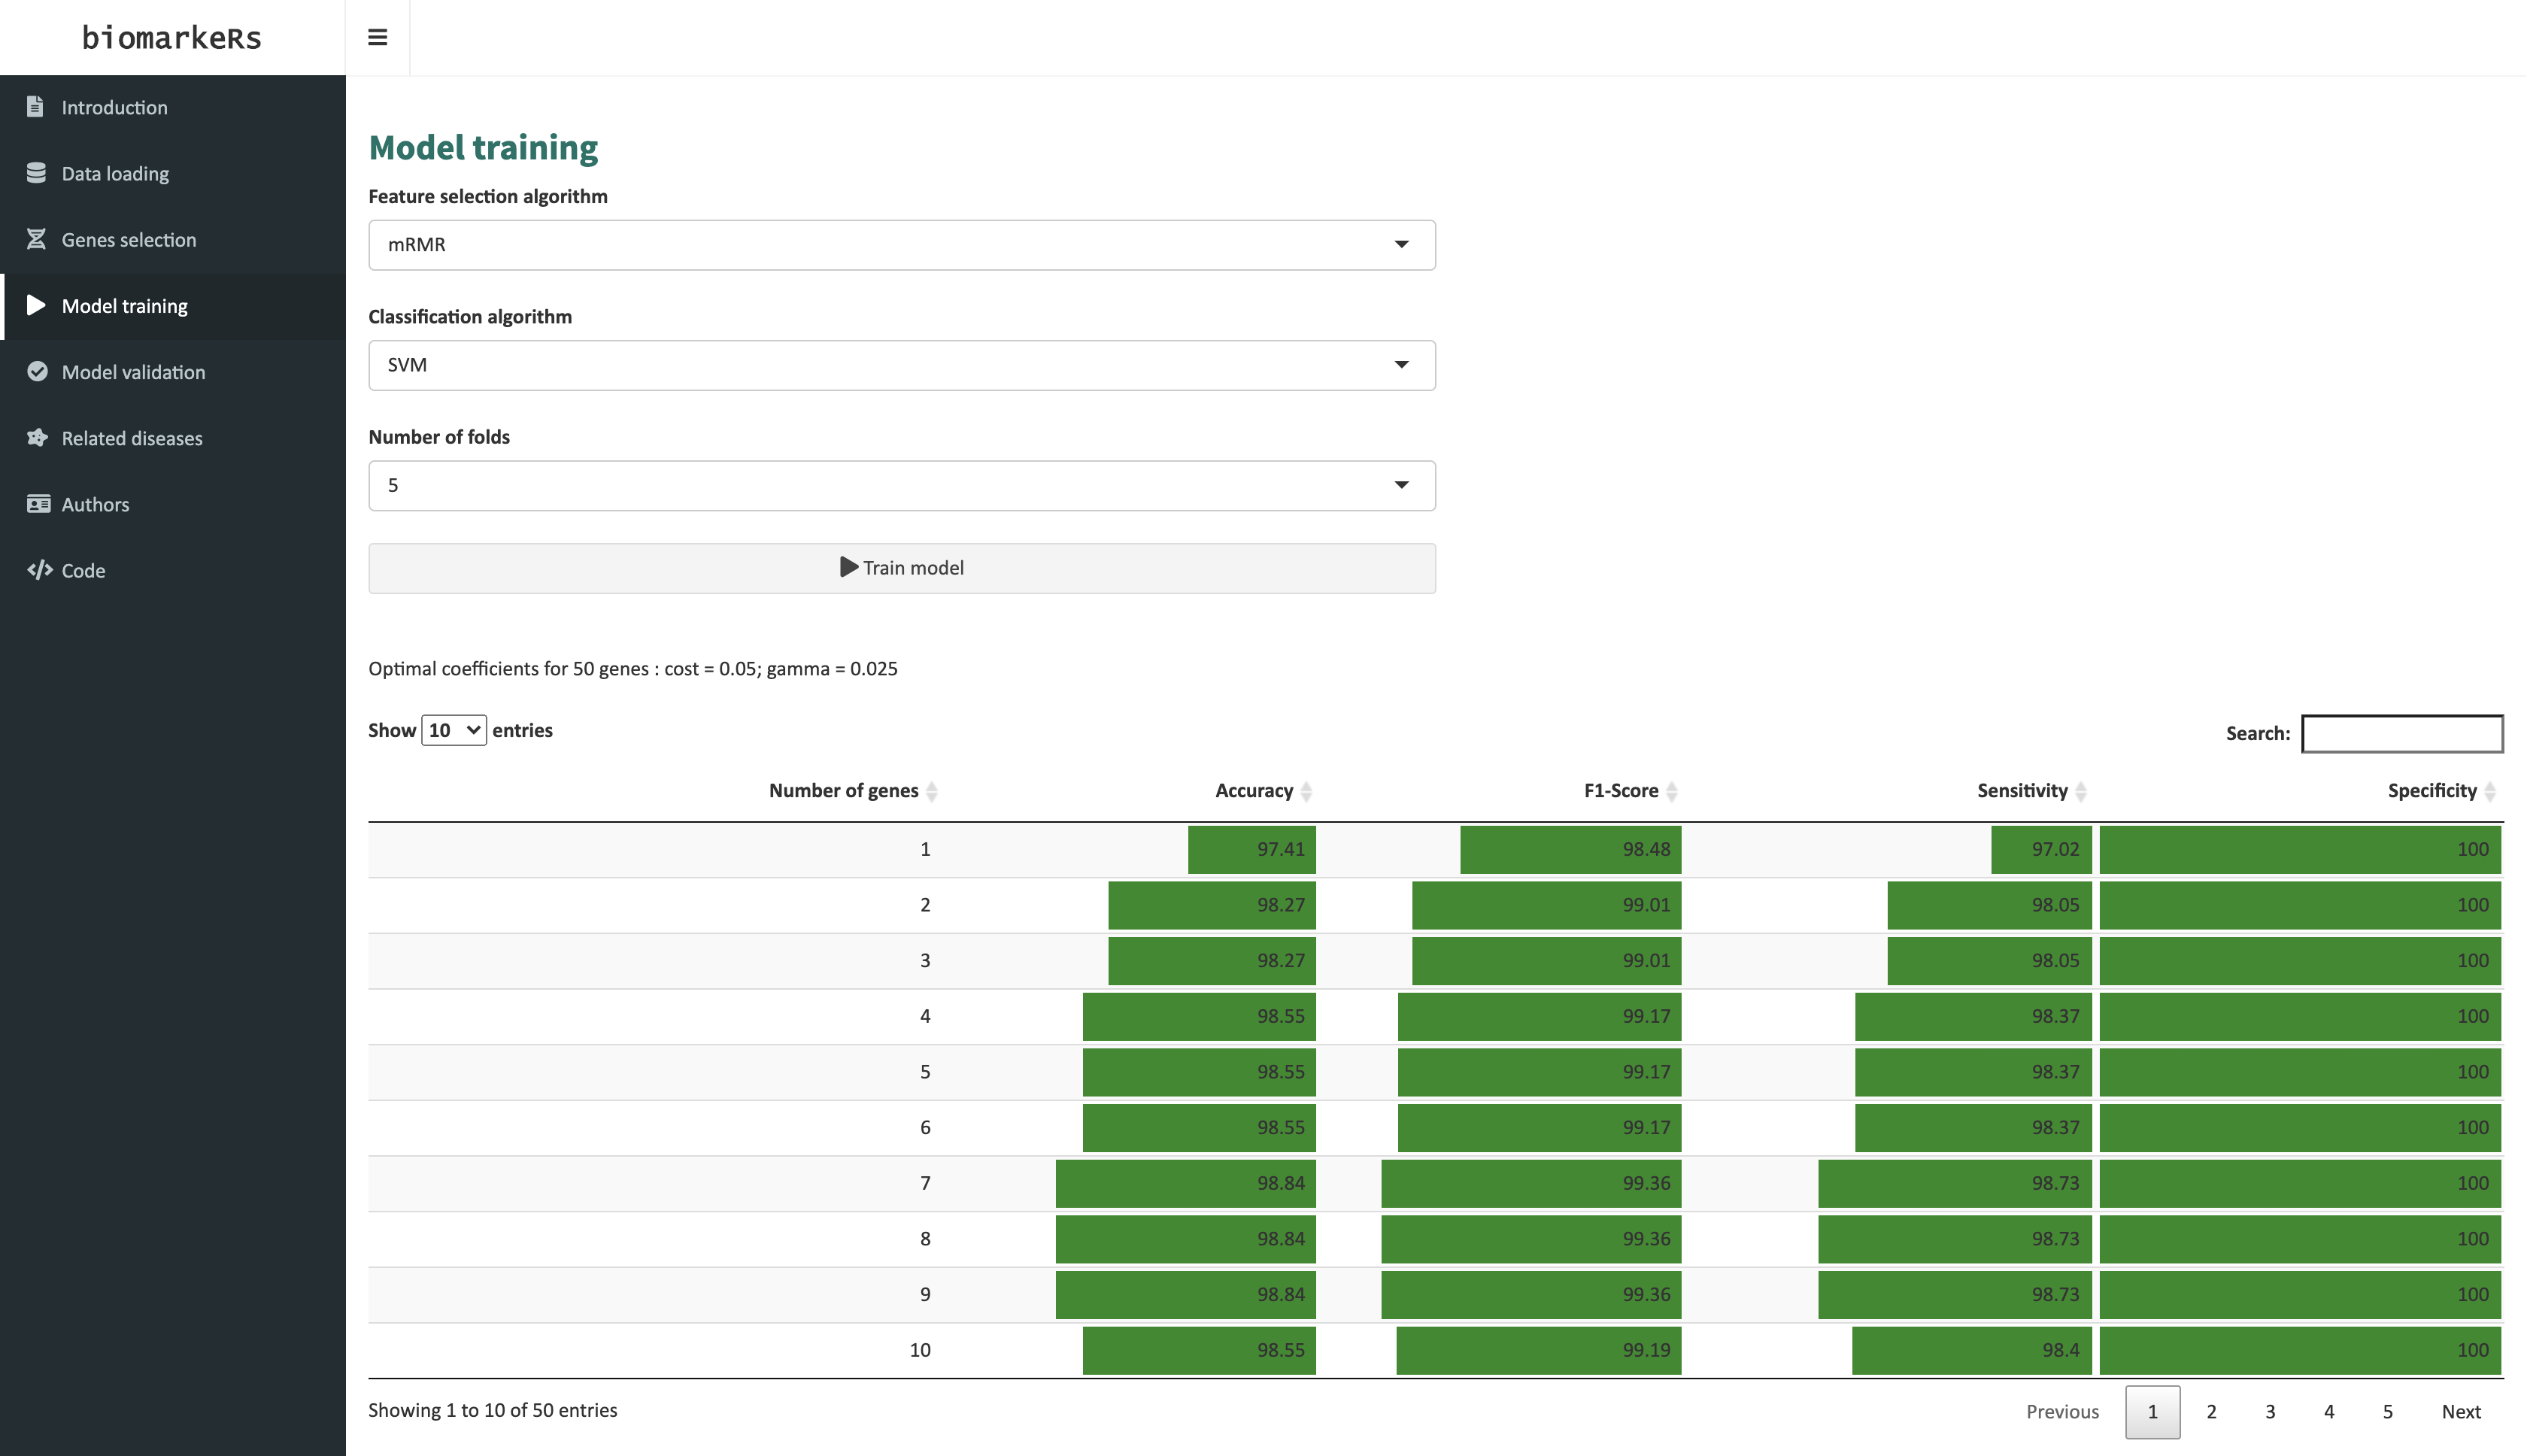 biomarkeRs
Introduction
Data loading
Genes selection
Model training
Model validation
Related diseases
Authors
Code
Model training
Feature selection algorithm
mRMR
Classification algorithm
SVM
Number of folds
5
Train model
Optimal coefficients for 50 genes : cost = 0.05; gamma = 0.025
Show 10 entries
Search:
Number of genes Accuracy F1-Score Sensitivity Specificity
1 97.41 98.48 97.02 100
2 98.27 99.01 98.05 100
3 98.27 99.01 98.05 100
4 98.55 99.17 98.37 100
5 98.55 99.17 98.37 100
6 98.55 99.17 98.37 100
7 98.84 99.36 98.73 100
8 98.84 99.36 98.73 100
9 98.84 99.36 98.73 100
10 98.55 99.19 98.4 100
Showing 1 to 10 of 50 entries
Previous 1 2 3 4 5 Next